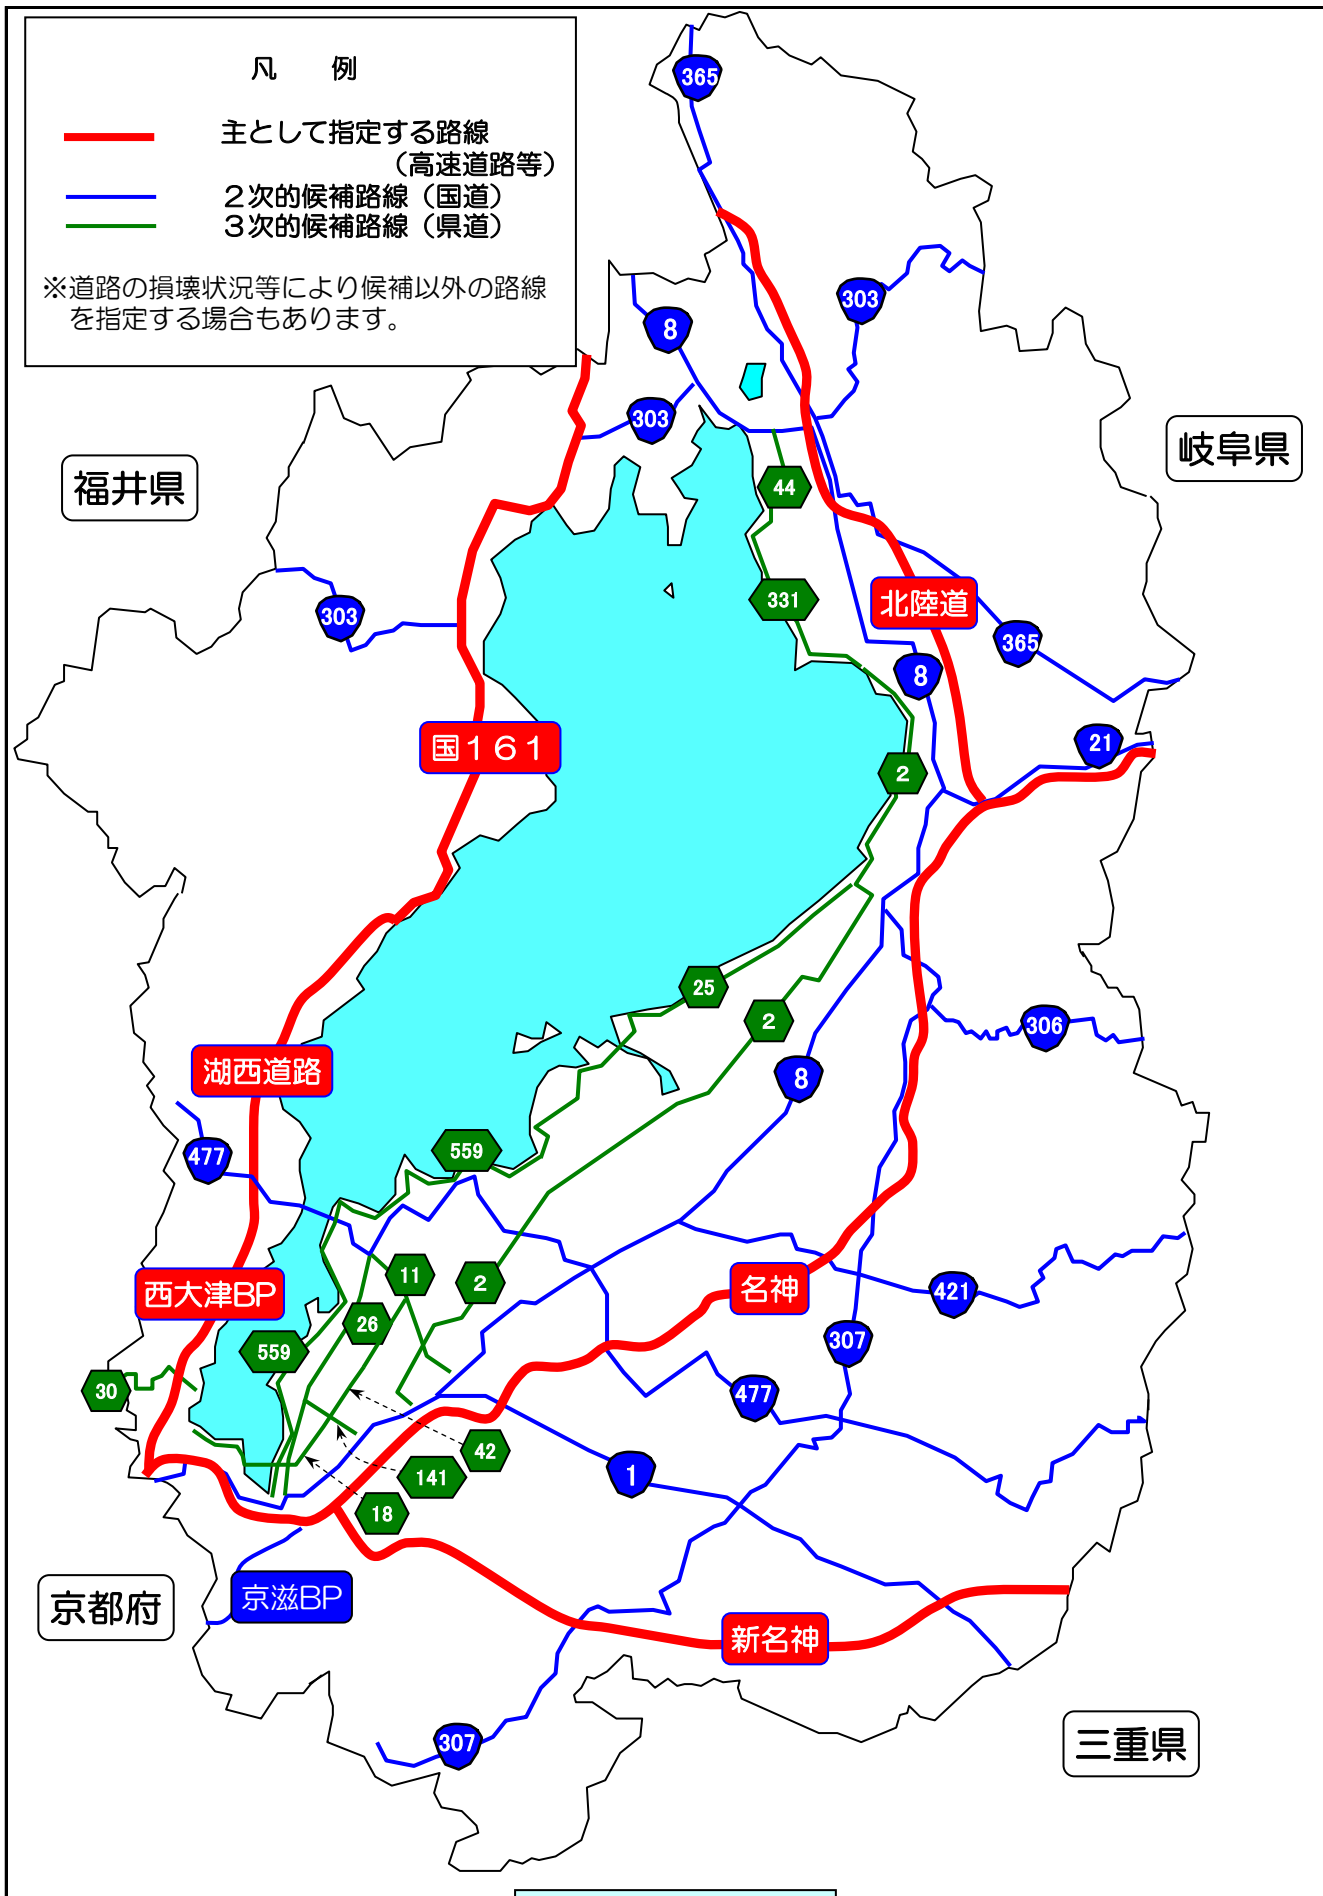 凡　例
主として指定する路線
（高速道路等）
２次的候補路線（国道）
３次的候補路線（県道）
※道路の損壊状況等により候補以外の路線
を指定する場合もあります。
365
303
8
303
岐阜県
福井県
44
331
北陸道
303
365
8
21
国１６１
2
25
2
306
湖西道路
8
559
477
11
2
名神
西大津BP
421
26
307
559
30
477
42
141
1
18
京都府
京滋BP
新名神
307
三重県